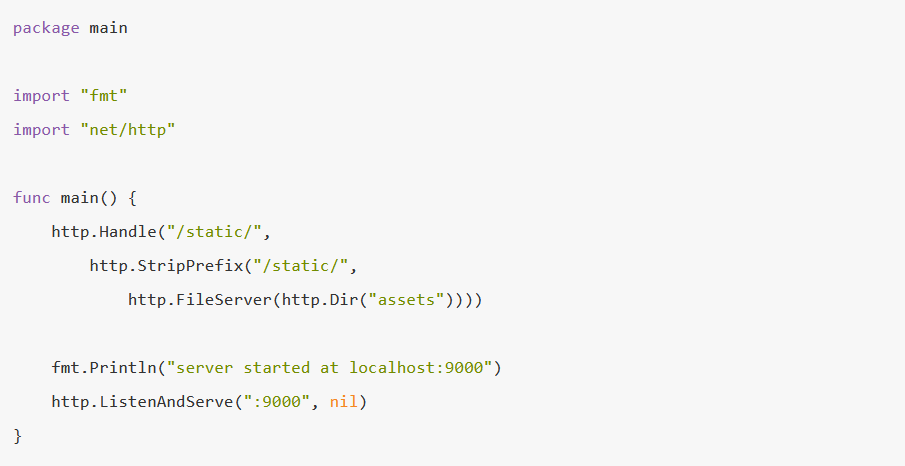 package main

import "fmt"
import "net/http"

func main() {
    http.Handle("/static/",
        http.StripPrefix("/static/",
            http.FileServer(http.Dir("assets"))))

    fmt.Println("server started at localhost:9000")
    http.ListenAndServe(":9000", nil)
}